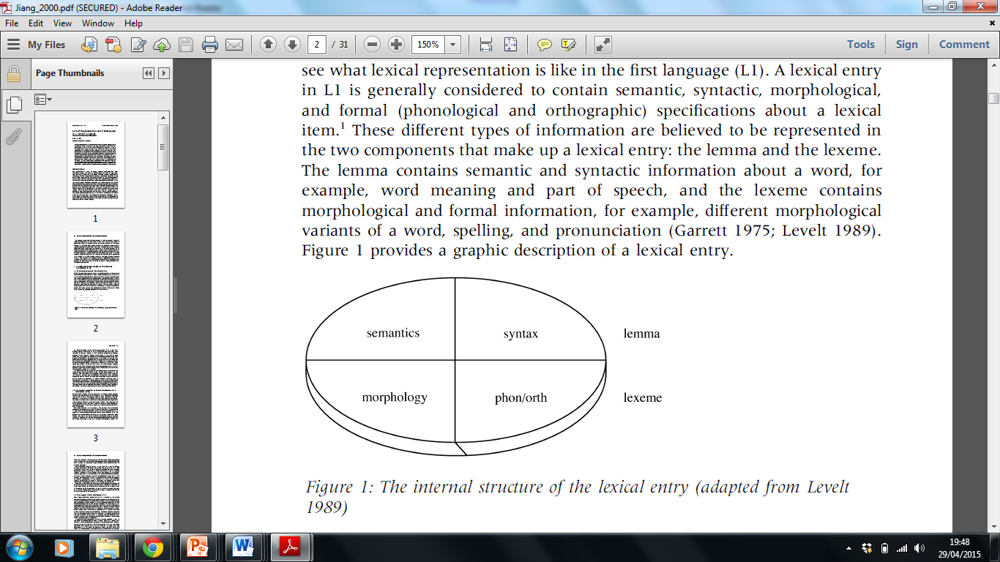 Jiang_2000.pdf (SECURED) - Adobe Reader
File Edit View Window Help
My Files 2 / 31 150% Tools Sign Comment
Page Thumbnails
1
2
3
see what lexical representation is like in the first language (L1). A lexical entry
in L1 is generally considered to contain semantic, syntactic, morphological,
and formal (phonological and orthographic) specifications about a lexical
item.1 These different types of information are believed to be represented in
the two components that make up a lexical entry: the lemma and the lexeme.
The lemma contains semantic and syntactic information about a word, for
example, word meaning and part of speech, and the lexeme contains
morphological and formal information, for example, different morphological
variants of a word, spelling, and pronunciation (Garrett 1975; Levelt 1989).
Figure 1 provides a graphic description of a lexical entry.
semantics syntax lemma
morphology phon/orth lexeme
Figure 1: The internal structure of the lexical entry (adapted from Levelt
1989)
19:48
29/04/2015